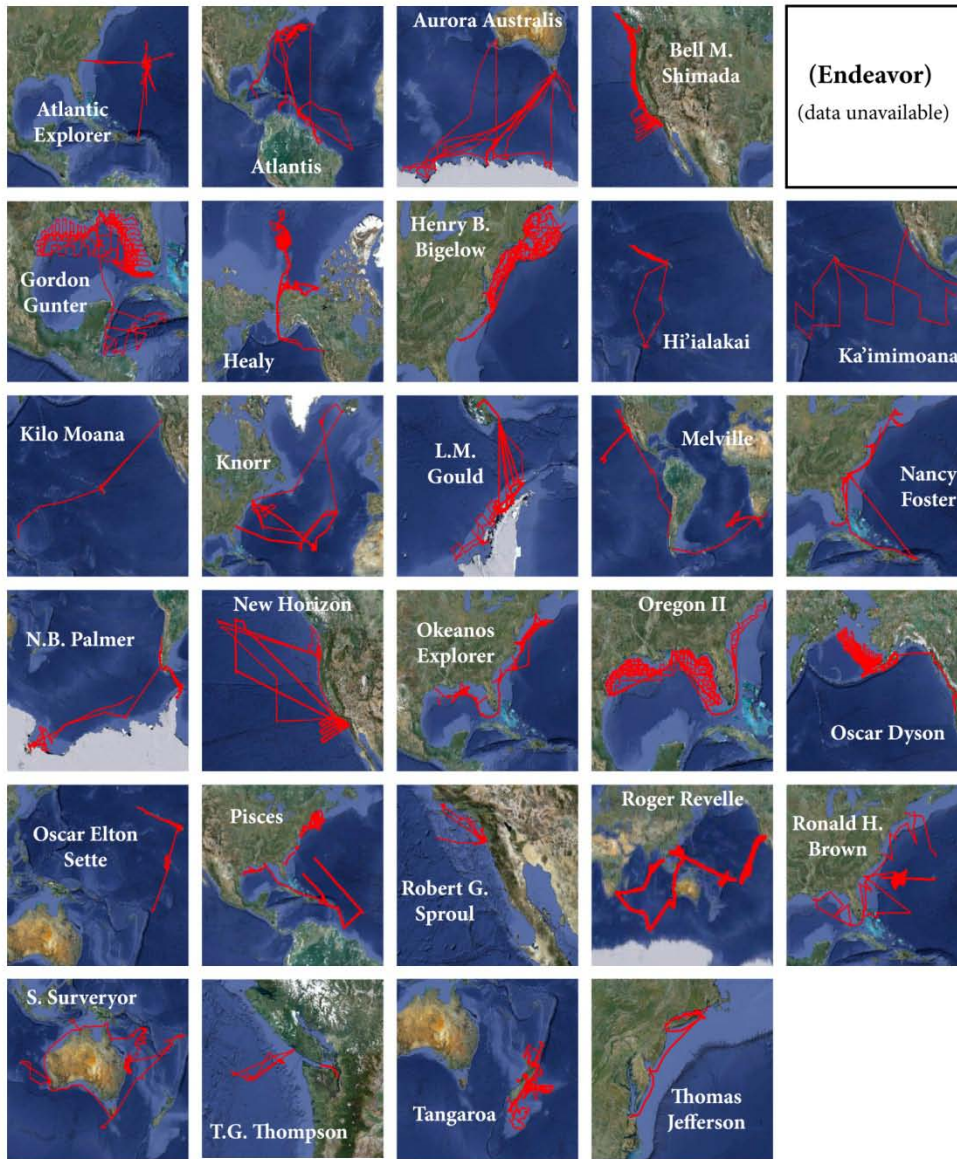 Atlantic
Explorer
Atlantis
Aurora Australis
Bell M.
Shimada
(Endeavor)
(data unavailable)
Gordon
Gunter
Healy
Henry B.
Bigelow
Hi'ialakai
Ka'imimoana
Kilo Moana
Knorr
L.M.
Gould
Melville
Nancy
Foster
N.B. Palmer
New Horizon
Okeanos
Explorer
Oregon II
Oscar Dyson
Oscar Elton
Sette
Pisces
Robert G.
Sproul
Roger Revelle
Ronald H.
Brown
S. Surveryor
T.G. Thompson
Tangaroa
Thomas
Jefferson